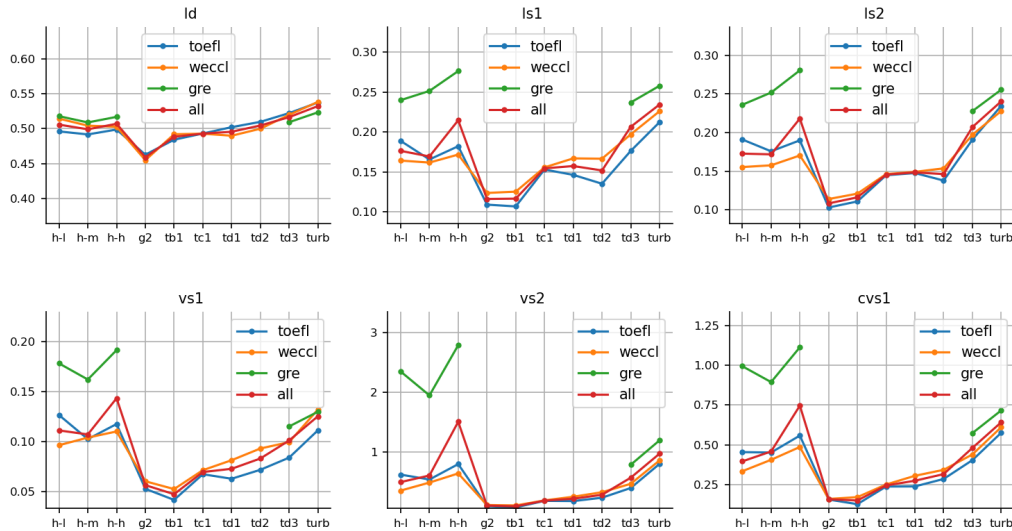 ld
0.60
0.55
0.50
0.45
0.40
toefl
weccl
gre
all
h-l h-m h-h g2 tb1 tc1 td1 td2 td3 turb
ls1
0.30
0.25
0.20
0.15
0.10
toefl
weccl
gre
all
h-l h-m h-h g2 tb1 tc1 td1 td2 td3 turb
ls2
0.30
0.25
0.20
0.15
0.10
toefl
weccl
gre
all
h-l h-m h-h g2 tb1 tc1 td1 td2 td3 turb
vs1
0.20
0.15
0.10
0.05
toefl
weccl
gre
all
h-l h-m h-h g2 tb1 tc1 td1 td2 td3 turb
vs2
3
2
1
toefl
weccl
gre
all
h-l h-m h-h g2 tb1 tc1 td1 td2 td3 turb
cvs1
1.25
1.00
0.75
0.50
0.25
toefl
weccl
gre
all
h-l h-m h-h g2 tb1 tc1 td1 td2 td3 turb